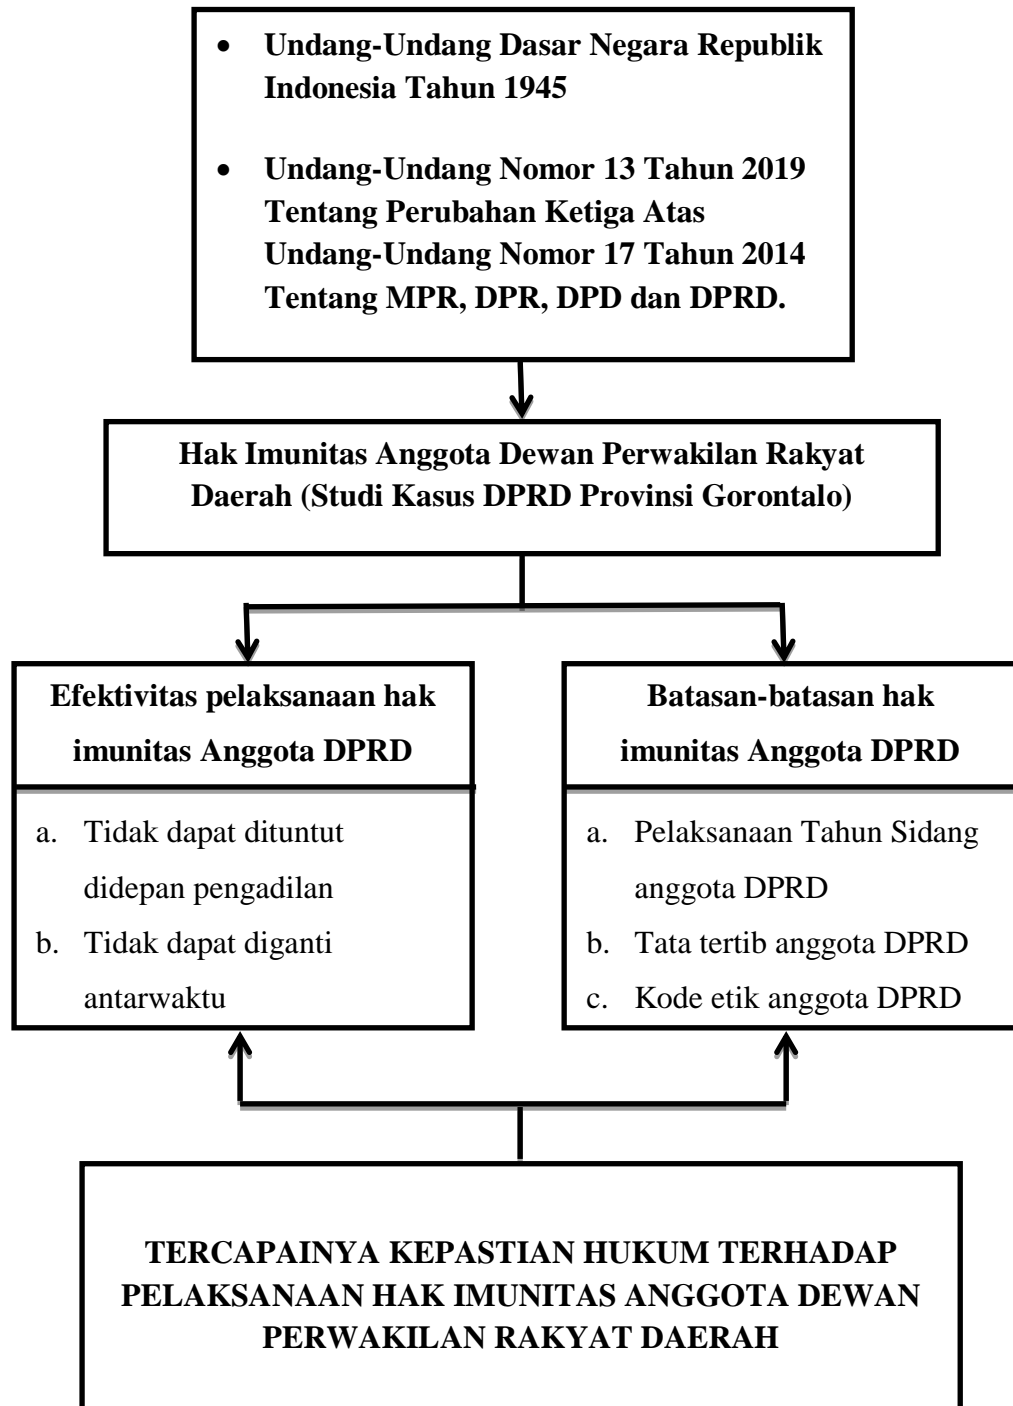 • Undang-Undang Dasar Negara Republik
Indonesia Tahun 1945
• Undang-Undang Nomor 13 Tahun 2019
Tentang Perubahan Ketiga Atas
Undang-Undang Nomor 17 Tahun 2014
Tentang MPR, DPR, DPD dan DPRD.
Hak Imunitas Anggota Dewan Perwakilan Rakyat
Daerah (Studi Kasus DPRD Provinsi Gorontalo)
Efektivitas pelaksanaan hak
imunitas Anggota DPRD
a. Tidak dapat dituntut
didepan pengadilan
b. Tidak dapat diganti
antarwaktu
Batasan-batasan hak
imunitas Anggota DPRD
a. Pelaksanaan Tahun Sidang
anggota DPRD
b. Tata tertib anggota DPRD
c. Kode etik anggota DPRD
TERCAPAINYA KEPASTIAN HUKUM TERHADAP
PELAKSANAAN HAK IMUNITAS ANGGOTA DEWAN
PERWAKILAN RAKYAT DAERAH